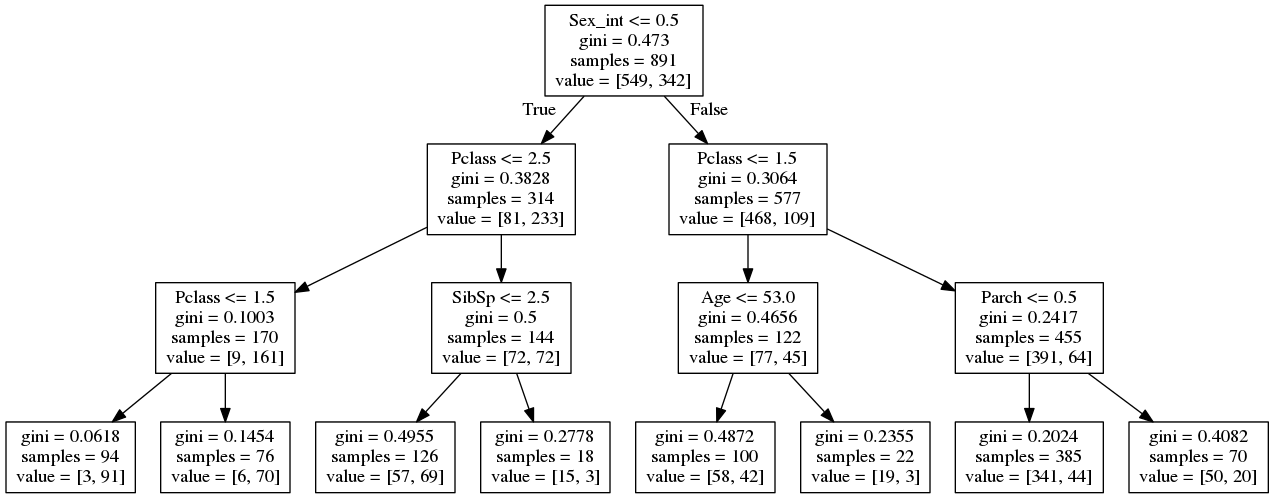 Sex_int <= 0.5
gini = 0.473
samples = 891
value = [549, 342]
True
False
Pclass <= 2.5
gini = 0.3828
samples = 314
value = [81, 233]
Pclass <= 1.5
gini = 0.3064
samples = 577
value = [468, 109]
Pclass <= 1.5
gini = 0.1003
samples = 170
value = [9, 161]
SibSp <= 2.5
gini = 0.5
samples = 144
value = [72, 72]
Age <= 53.0
gini = 0.4656
samples = 122
value = [77, 45]
Parch <= 0.5
gini = 0.2417
samples = 455
value = [391, 64]
gini = 0.0618
samples = 94
value = [3, 91]
gini = 0.1454
samples = 76
value = [6, 70]
gini = 0.4955
samples = 126
value = [57, 69]
gini = 0.2778
samples = 18
value = [15, 3]
gini = 0.4872
samples = 100
value = [58, 42]
gini = 0.2355
samples = 22
value = [19, 3]
gini = 0.2024
samples = 385
value = [341, 44]
gini = 0.4082
samples = 70
value = [50, 20]